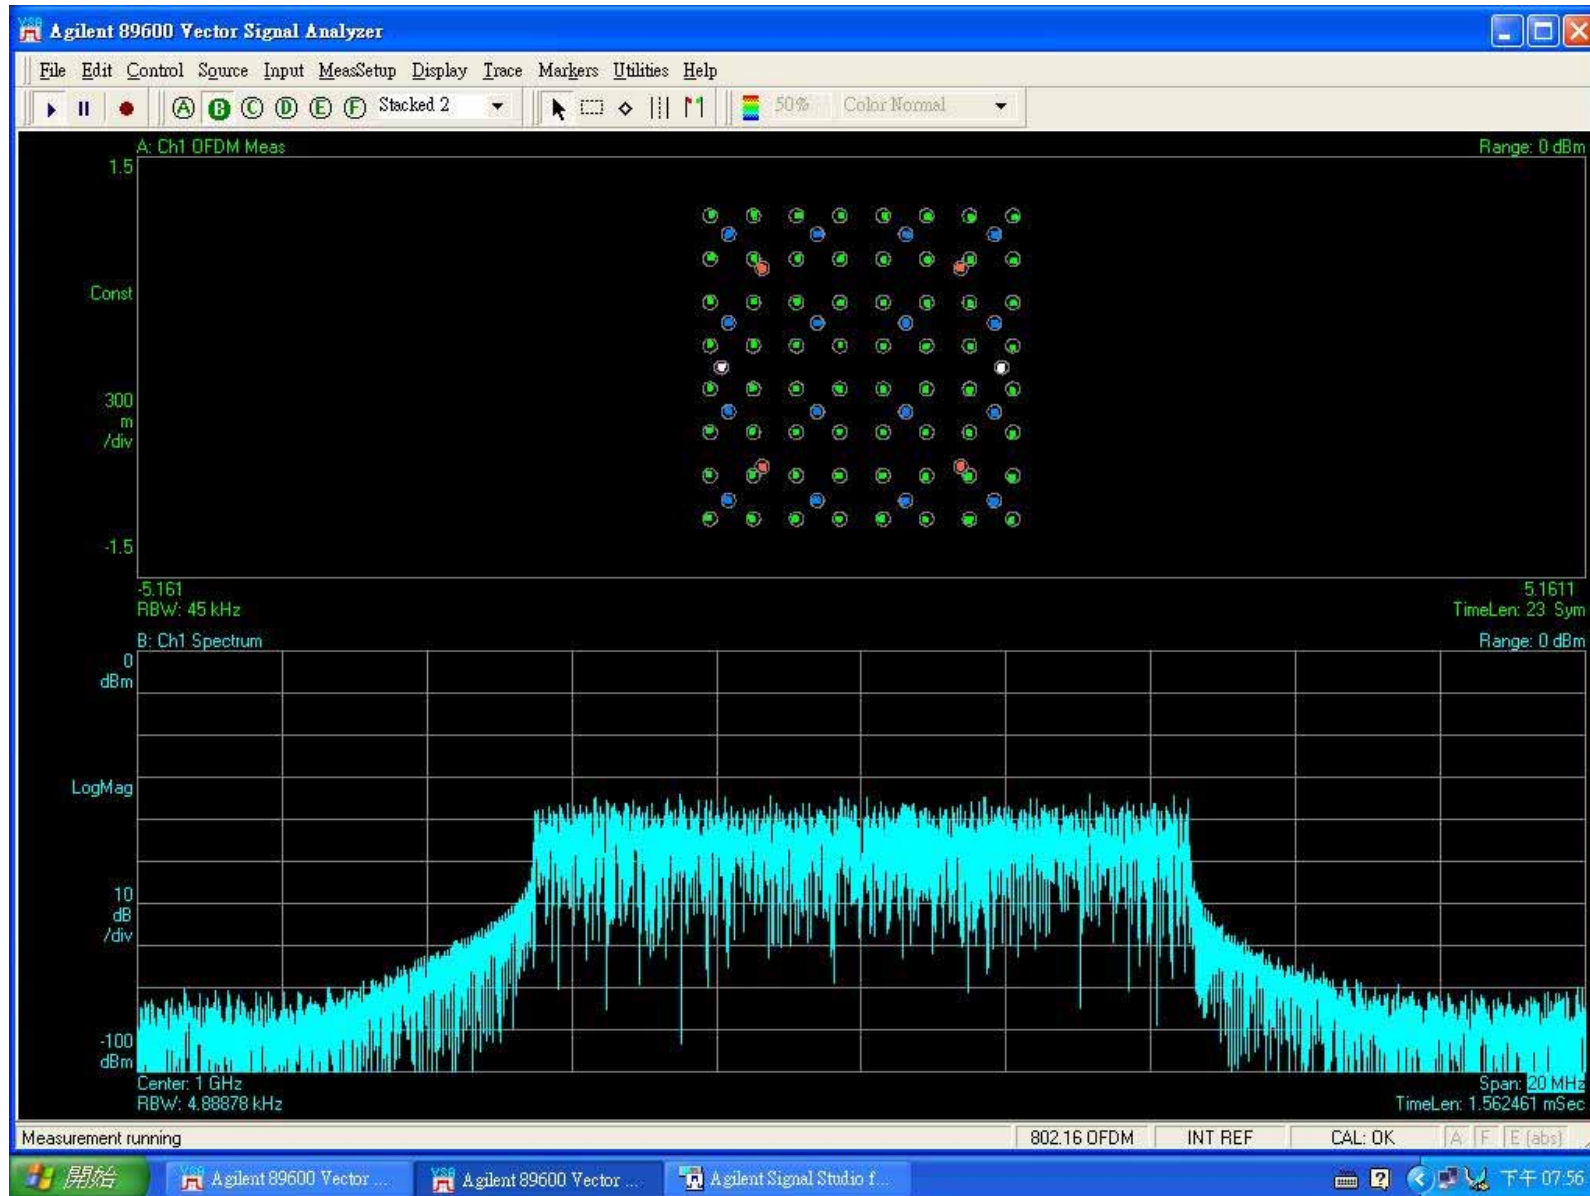 VSA Agilent 89600 Vector Signal Analyzer
File Edit Control Source Input MeasSetup Display Trace Markers Utilities Help
A B C D E F Stacked 2 50% Color Normal
A: Ch1 OFDM Meas Range: 0 dBm
1.5
Const
300
m
/div
-1.5
-5.161 5.1611
RBW: 45 kHz TimeLen: 23 Sym
B: Ch1 Spectrum Range: 0 dBm
0
dBm
LogMag
10
dB
/div
-100
dBm
Center: 1 GHz Span: 20 MHz
RBW: 4.88878 kHz TimeLen: 1.562461 mSec
Measurement running 802.16 OFDM INT REF CAL: OK A F E (abs)
開始 VSA Agilent 89600 Vector ... VSA Agilent 89600 Vector ... Agilent Signal Studio f... ? 下午 07:56